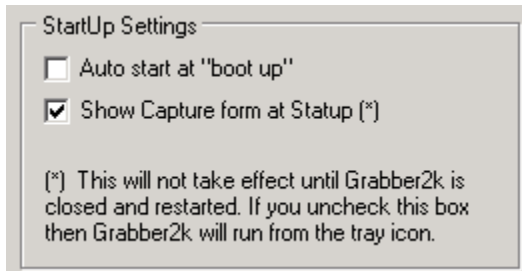 StartUp Settings
Auto start at "boot up"
Show Capture form at Statup (*)
(*) This will not take effect until Grabber2k is
closed and restarted. If you uncheck this box
then Grabber2k will run from the tray icon.